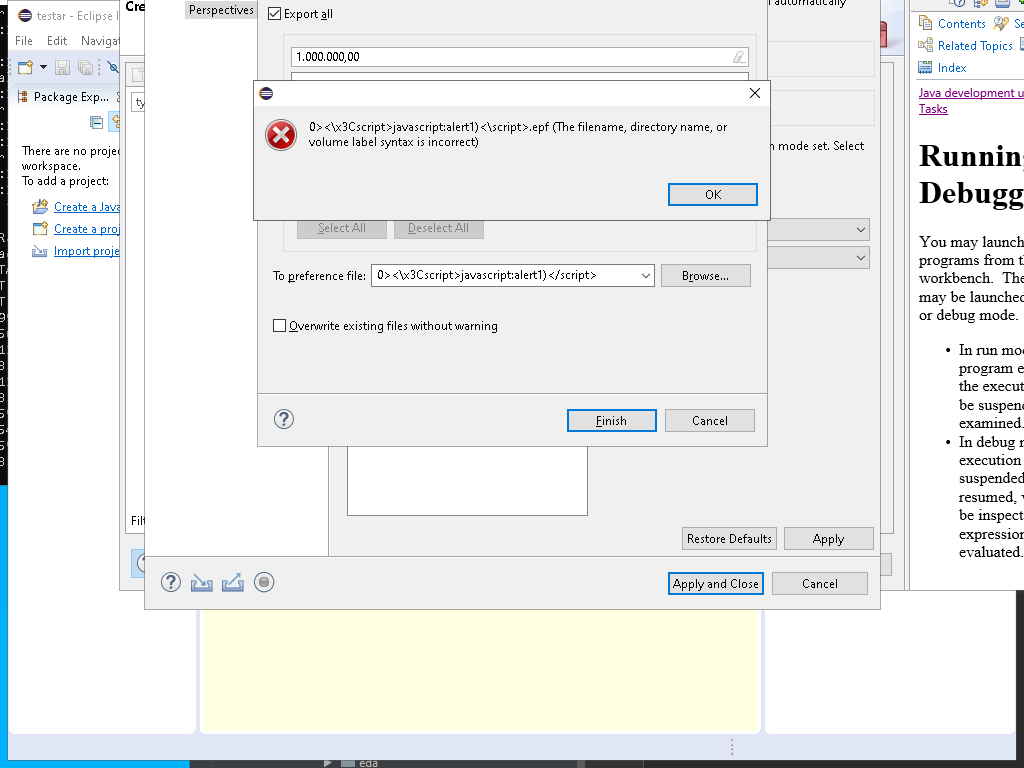 testar - Eclipse
File Edit Navigat
Package Exp...
There are no proje
workspace.
To add a project:
Create a Java
Create a proj
Import proje
Cre
ty
Filt
Perspectives
Export all
1.000.000,00
0><\x3Cscript>javascript:alert1)<\script>.epf (The filename, directory name, or
volume label syntax is incorrect)
OK
Select All Deselect All
To preference file: 0><\x3Cscript>javascript:alert1)</script> Browse...
Overwrite existing files without warning
Finish Cancel
automatically
n mode set. Select
Restore Defaults Apply
Apply and Close Cancel
Contents Se
Related Topics
Index
Java development u
Tasks
Running
Debugg
You may launch
programs from th
workbench. The
may be launched
or debug mode.
• In run mod
program e
the execut
be suspend
examined.
• In debug m
execution
suspended
resumed, v
be inspect
expression
evaluated.
eda